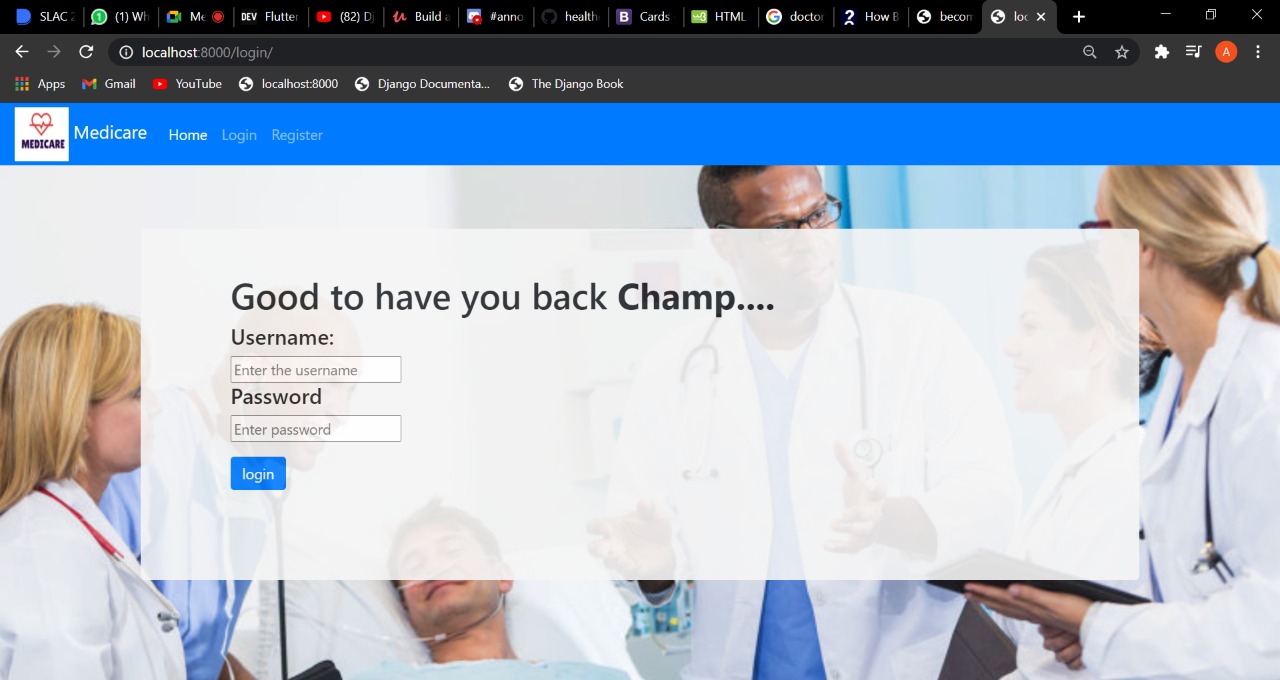 SLAC 2 (1) Wh Me DEV Flutter (82) Dj Build a #anno health Cards HTML doctor How B becom loc
localhost:8000/login/ A
Apps Gmail YouTube localhost:8000 Django Documenta... The Django Book
MEDICARE Medicare Home Login Register
Good to have you back Champ....
Username:
Enter the username
Password
Enter password
login